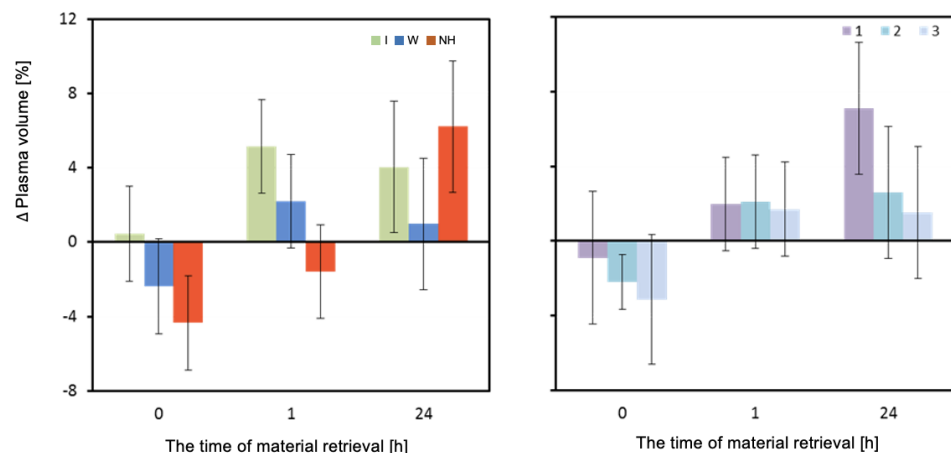 Δ Plasma volume [%]
12
8
4
0
-4
-8
I W NH
0 1 24
The time of material retrieval [h]
1 2 3
0 1 24
The time of material retrieval [h]